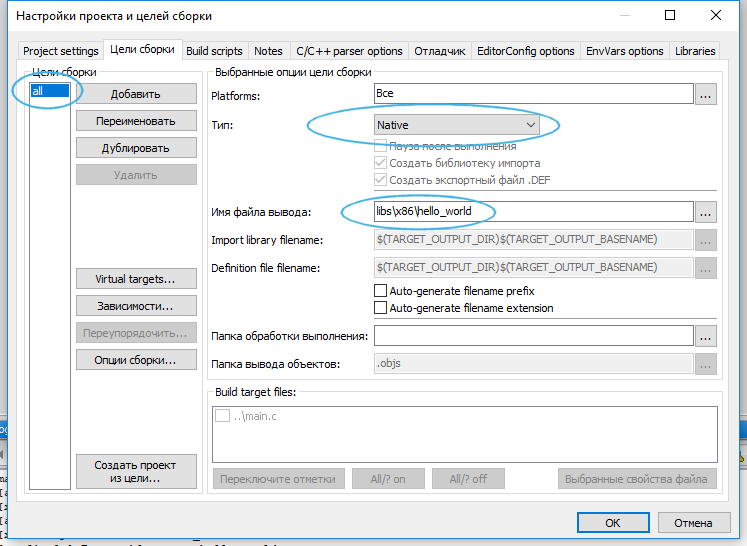 Настройки проекта и целей сборки
Project settings
Цели сборки
Build scripts
Notes
C/C++ parser options
Отладчик
EditorConfig options
EnvVars options
Libraries
Цели сборки
all
Добавить
Переименовать
Дублировать
Удалить
Virtual targets...
Зависимости...
Переупорядочить...
Опции сборки...
Создать проект
из цели...
Выбранные опции цели сборки
Platforms:
Все
...
Тип:
Native
Пауза после выполнения
Создать библиотеку импорта
Создать экспортный файл .DEF
Имя файла вывода:
libs\x86\hello_world
...
Import library filename:
$(TARGET_OUTPUT_DIR)$(TARGET_OUTPUT_BASENAME)
...
Definition file filename:
$(TARGET_OUTPUT_DIR)$(TARGET_OUTPUT_BASENAME)
...
Auto-generate filename prefix
Auto-generate filename extension
Папка обработки выполнения:
...
Папка вывода объектов:
.objs
...
Build target files:
..\main.c
Переключите отметки
All/? on
All/? off
Выбранные свойства файла
OK
Отмена